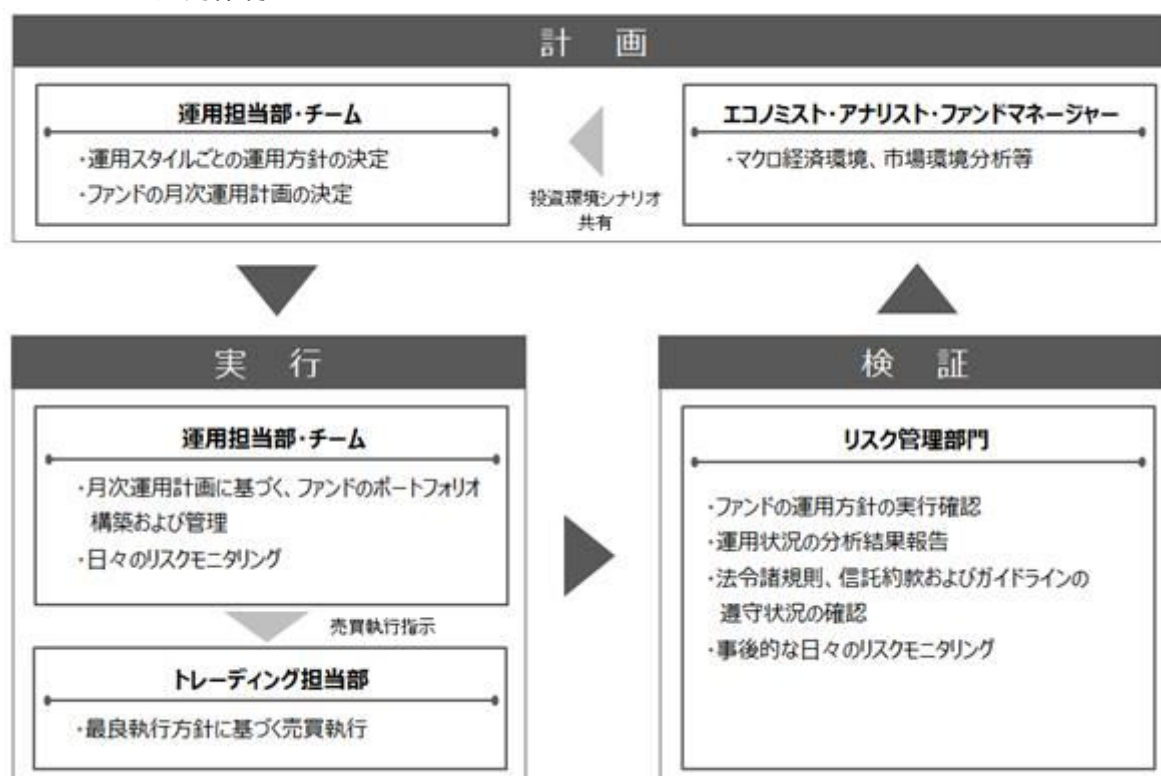 計 画
運用担当部・チーム
・運用スタイルごとの運用方針の決定
・ファンドの月次運用計画の決定
投資環境シナリオ
共有
エコノミスト・アナリスト・ファンドマネージャー
・マクロ経済環境、市場環境分析等
実 行
運用担当部・チーム
・月次運用計画に基づく、ファンドのポートフォリオ
構築および管理
・日々のリスクモニタリング
売買執行指示
トレーディング担当部
・最良執行方針に基づく売買執行
検 証
リスク管理部門
・ファンドの運用方針の実行確認
・運用状況の分析結果報告
・法令諸規則、信託約款およびガイドラインの
遵守状況の確認
・事後的な日々のリスクモニタリング